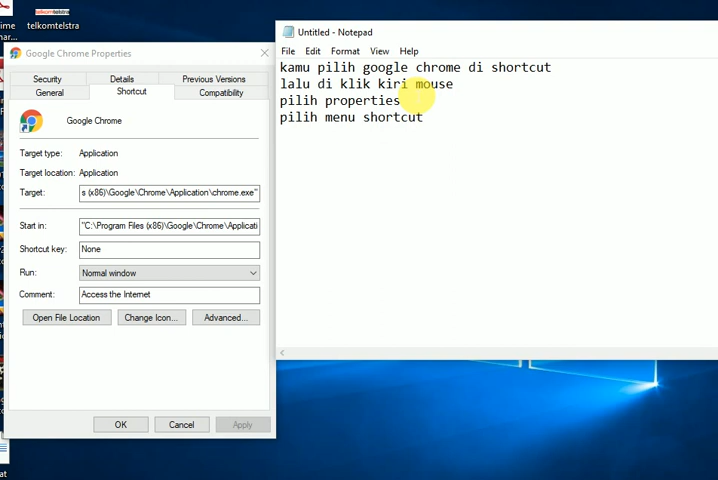 telkomtelstra
telkomtelstra
Google Chrome Properties
Security Details Previous Versions
General Shortcut Compatibility
Google Chrome
Target type: Application
Target location: Application
Target: s (x86)\Google\Chrome\Application\chrome.exe"
Start in: "C:\Program Files (x86)\Google\Chrome\Applicati
Shortcut key: None
Run: Normal window
Comment: Access the Internet
Open File Location Change Icon... Advanced...
OK Cancel Apply
Untitled - Notepad
File Edit Format View Help
kamu pilih google chrome di shortcut
lalu di klik kiri mouse
pilih properties
pilih menu shortcut